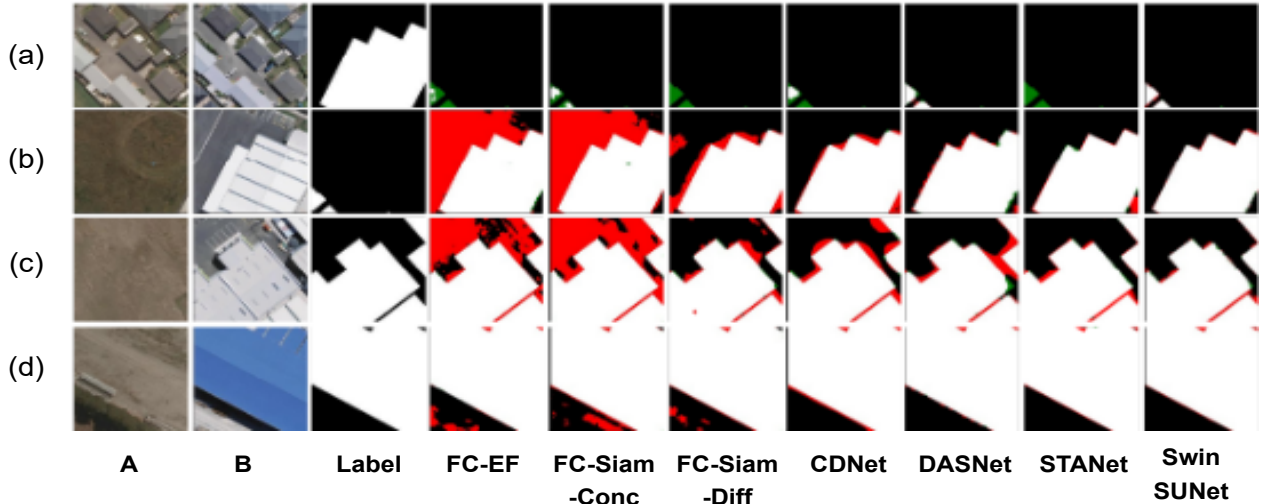 (a)
(b)
(c)
(d)
A B Label FC-EF FC-Siam -Conc FC-Siam -Diff CDNet DASNet STANet Swin SUNet